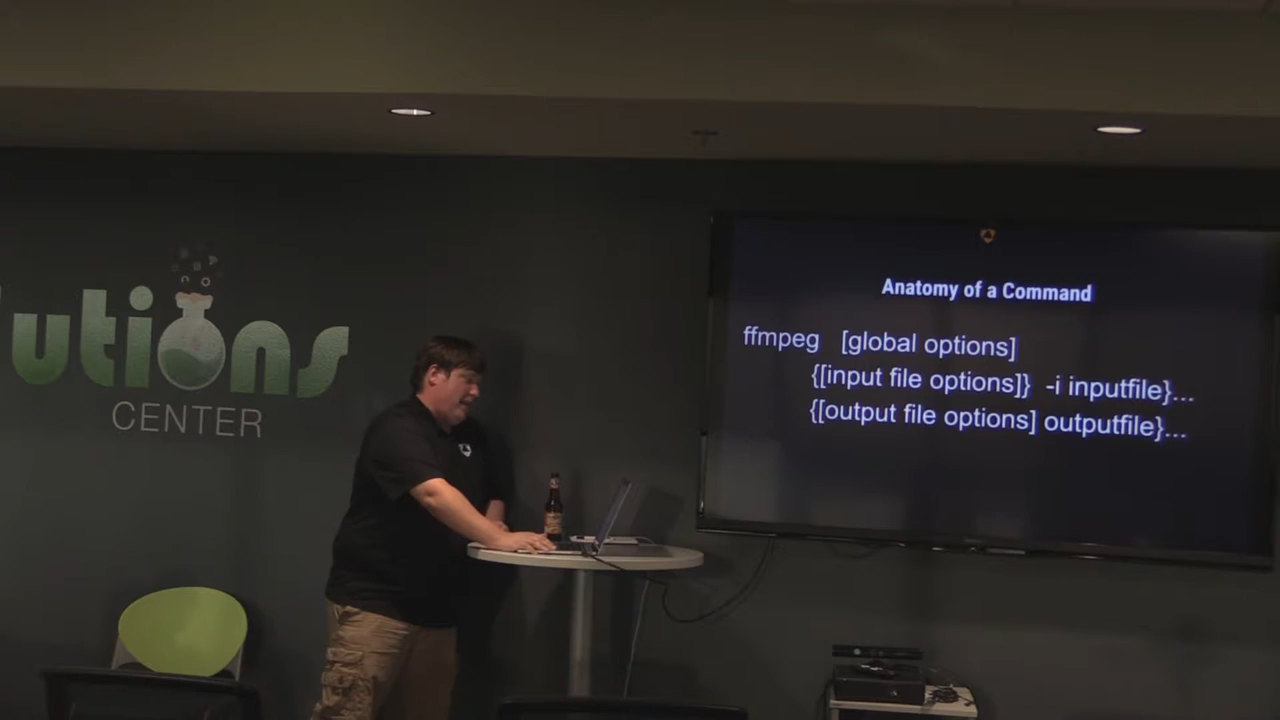 utions
CENTER
Anatomy of a Command
ffmpeg [global options]
{[input file options]} -i inputfile}...
{[output file options] outputfile}...